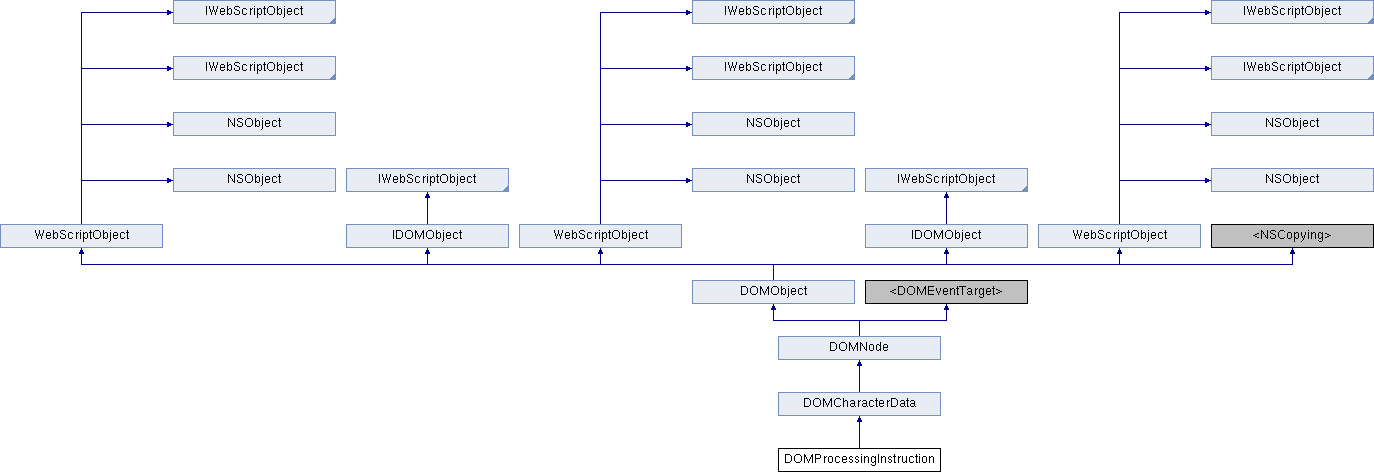 IWebScriptObject IWebScriptObject IWebScriptObject
IWebScriptObject IWebScriptObject IWebScriptObject
NSObject NSObject NSObject
NSObject IWebScriptObject NSObject IWebScriptObject NSObject
WebScriptObject IDOMObject WebScriptObject IDOMObject WebScriptObject <NSCopying>
DOMObject <DOMEventTarget>
DOMNode
DOMCharacterData
DOMProcessingInstruction